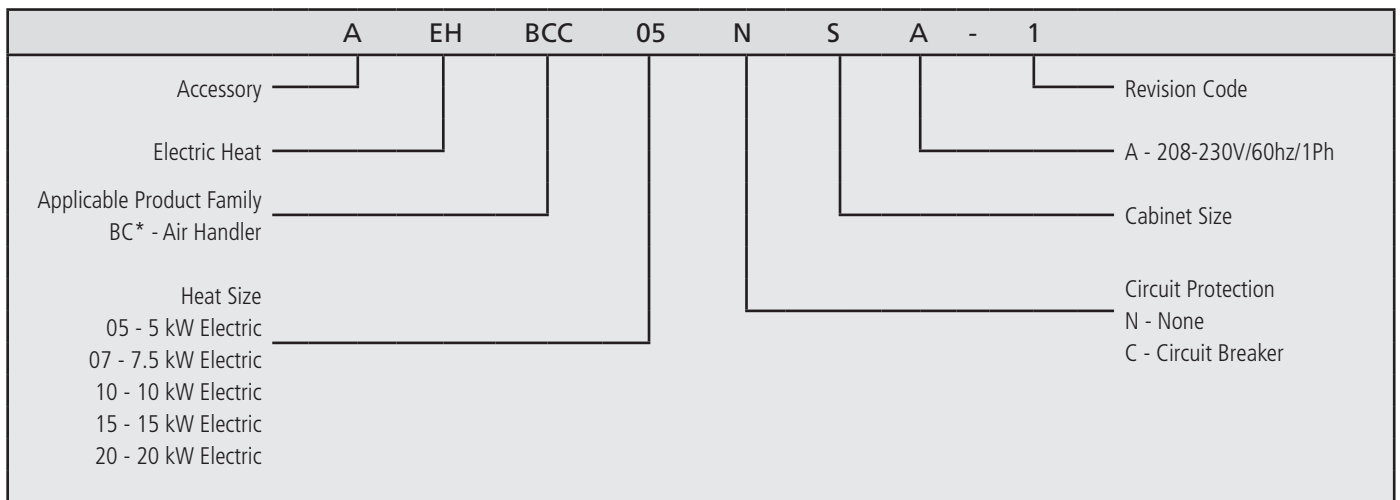 A EH BCC 05 N S A - 1
Accessory
Electric Heat
Applicable Product Family
BC* - Air Handler
Heat Size
05 - 5 kW Electric
07 - 7.5 kW Electric
10 - 10 kW Electric
15 - 15 kW Electric
20 - 20 kW Electric
Revision Code
A - 208-230V/60hz/1Ph
Cabinet Size
Circuit Protection
N - None
C - Circuit Breaker